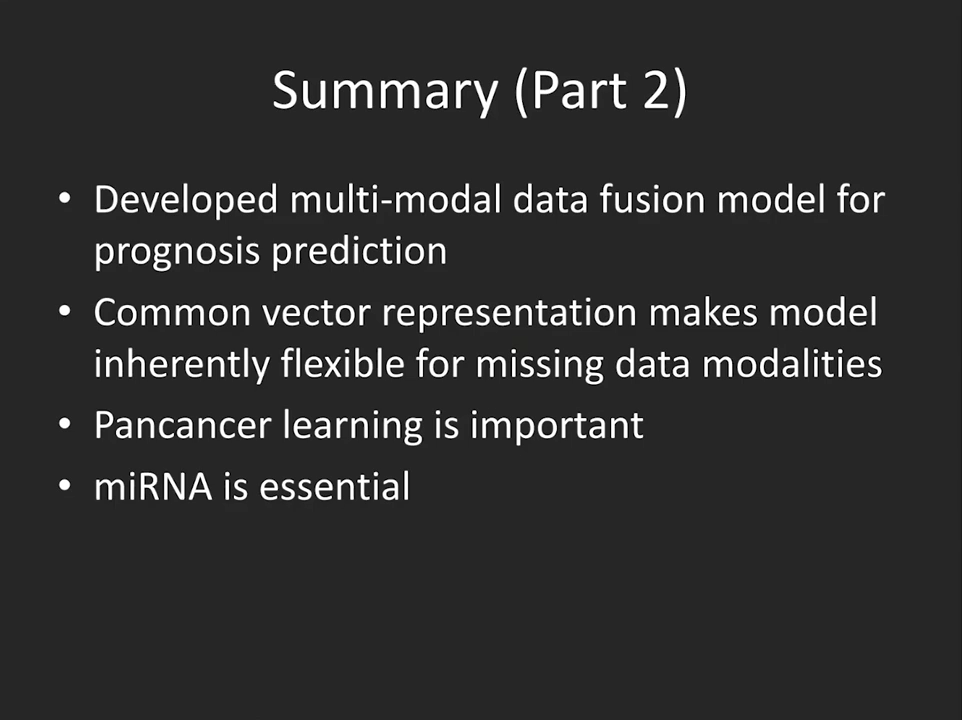 Summary (Part 2)
• Developed multi-modal data fusion model for
prognosis prediction
• Common vector representation makes model
inherently flexible for missing data modalities
• Pancancer learning is important
• miRNA is essential